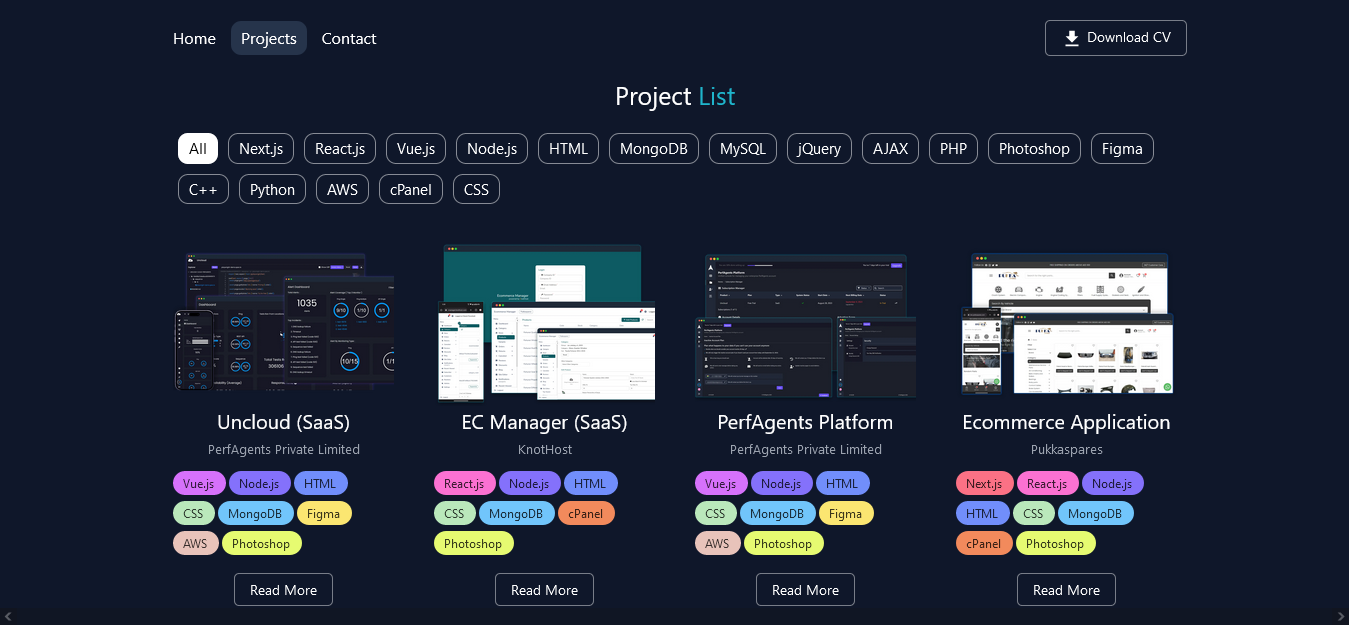 Home Projects Contact Download CV
Project List
All Next.js React.js Vue.js Node.js HTML MongoDB MySQL jQuery AJAX PHP Photoshop Figma
C++ Python AWS cPanel CSS
1035
Uncloud (SaaS) EC Manager (SaaS) PerfAgents Platform Ecommerce Application
PerfAgents Private Limited KnotHost PerfAgents Private Limited Pukkaspares
Vue.js Node.js HTML React.js Node.js HTML Vue.js Node.js HTML Next.js React.js Node.js
CSS MongoDB Figma CSS MongoDB cPanel CSS MongoDB Figma HTML CSS MongoDB
AWS Photoshop Photoshop AWS Photoshop cPanel Photoshop
Read More Read More Read More Read More